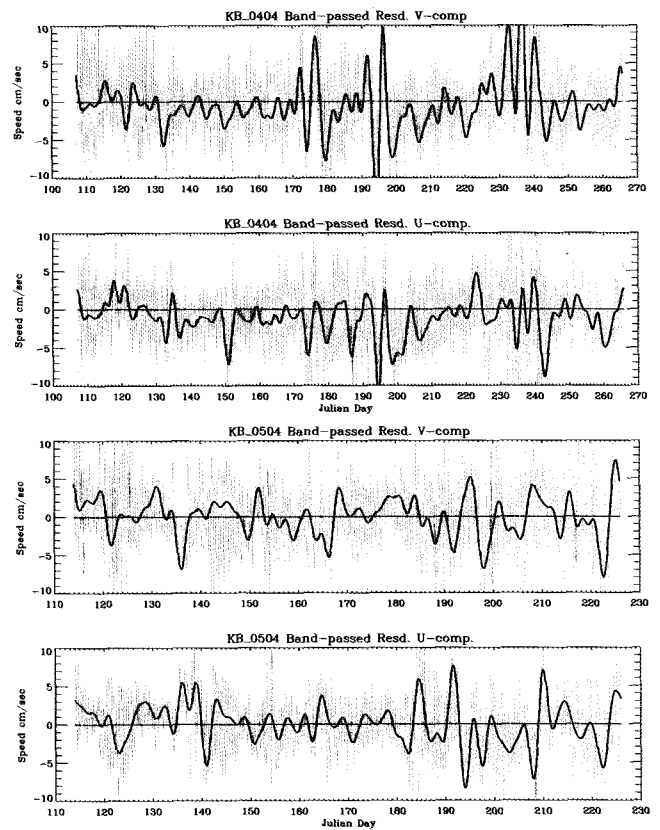 KB_0404 Band-passed Resd. V-comp
Speed cm/sec
10
5
0
-5
-10
100 110 120 130 140 150 160 170 180 190 200 210 220 230 240 250 260 270
KB_0404 Band-passed Resd. U-comp.
Speed cm/sec
10
5
0
-5
-10
100 110 120 130 140 150 160 170 180 190 200 210 220 230 240 250 260 270
Julian Day
KB_0504 Band-passed Resd. V-comp
Speed cm/sec
10
5
0
-5
-10
110 120 130 140 150 160 170 180 190 200 210 220 230
KB_0504 Band-passed Resd. U-comp.
Speed cm/sec
10
5
0
-5
-10
110 120 130 140 150 160 170 180 190 200 210 220 230
Julian Day